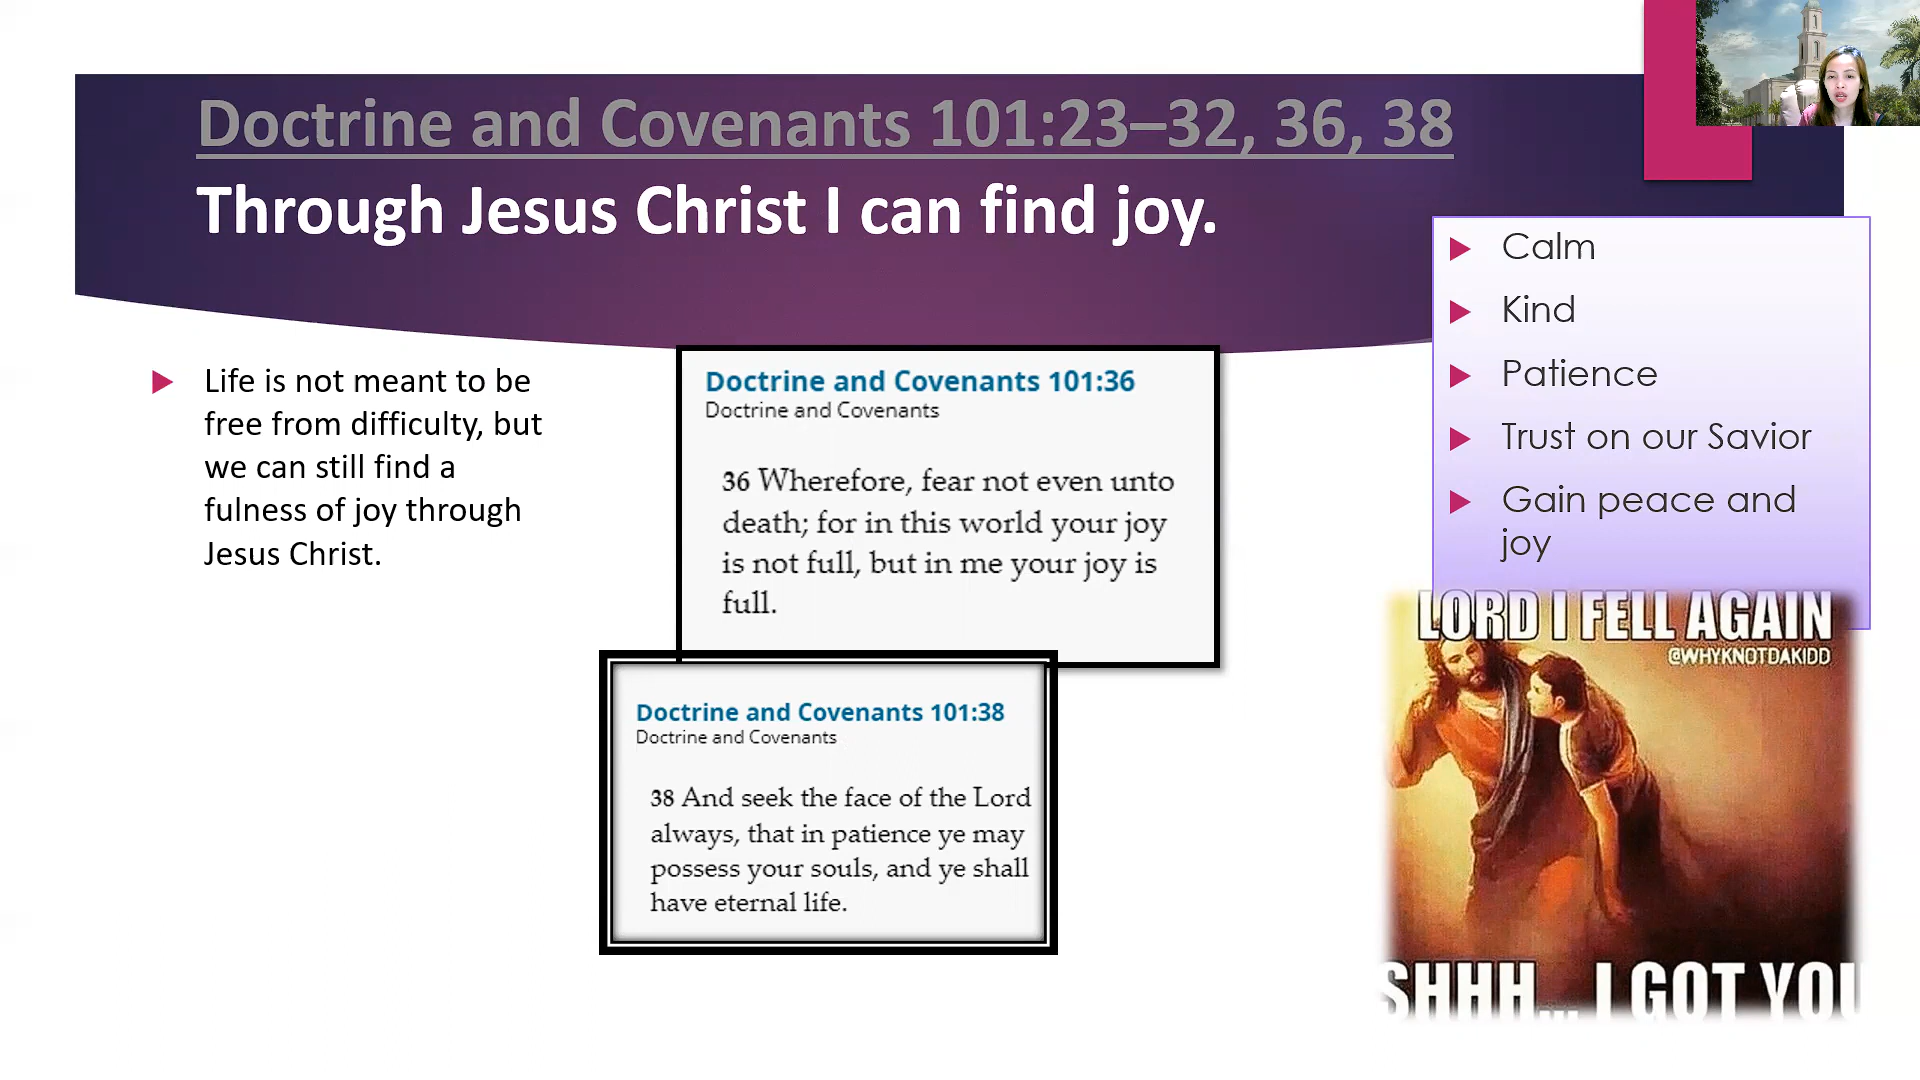 Doctrine and Covenants 101:23–32, 36, 38
Through Jesus Christ I can find joy.
Life is not meant to be
free from difficulty, but
we can still find a
fulness of joy through
Jesus Christ.
Doctrine and Covenants 101:36
Doctrine and Covenants
36 Wherefore, fear not even unto
death; for in this world your joy
is not full, but in me your joy is
full.
Doctrine and Covenants 101:38
Doctrine and Covenants
38 And seek the face of the Lord
always, that in patience ye may
possess your souls, and ye shall
have eternal life.
Calm
Kind
Patience
Trust on our Savior
Gain peace and
joy
LORD I FELL AGAIN
@WHYKNOTDAKIDD
SHHH... I GOT YOU